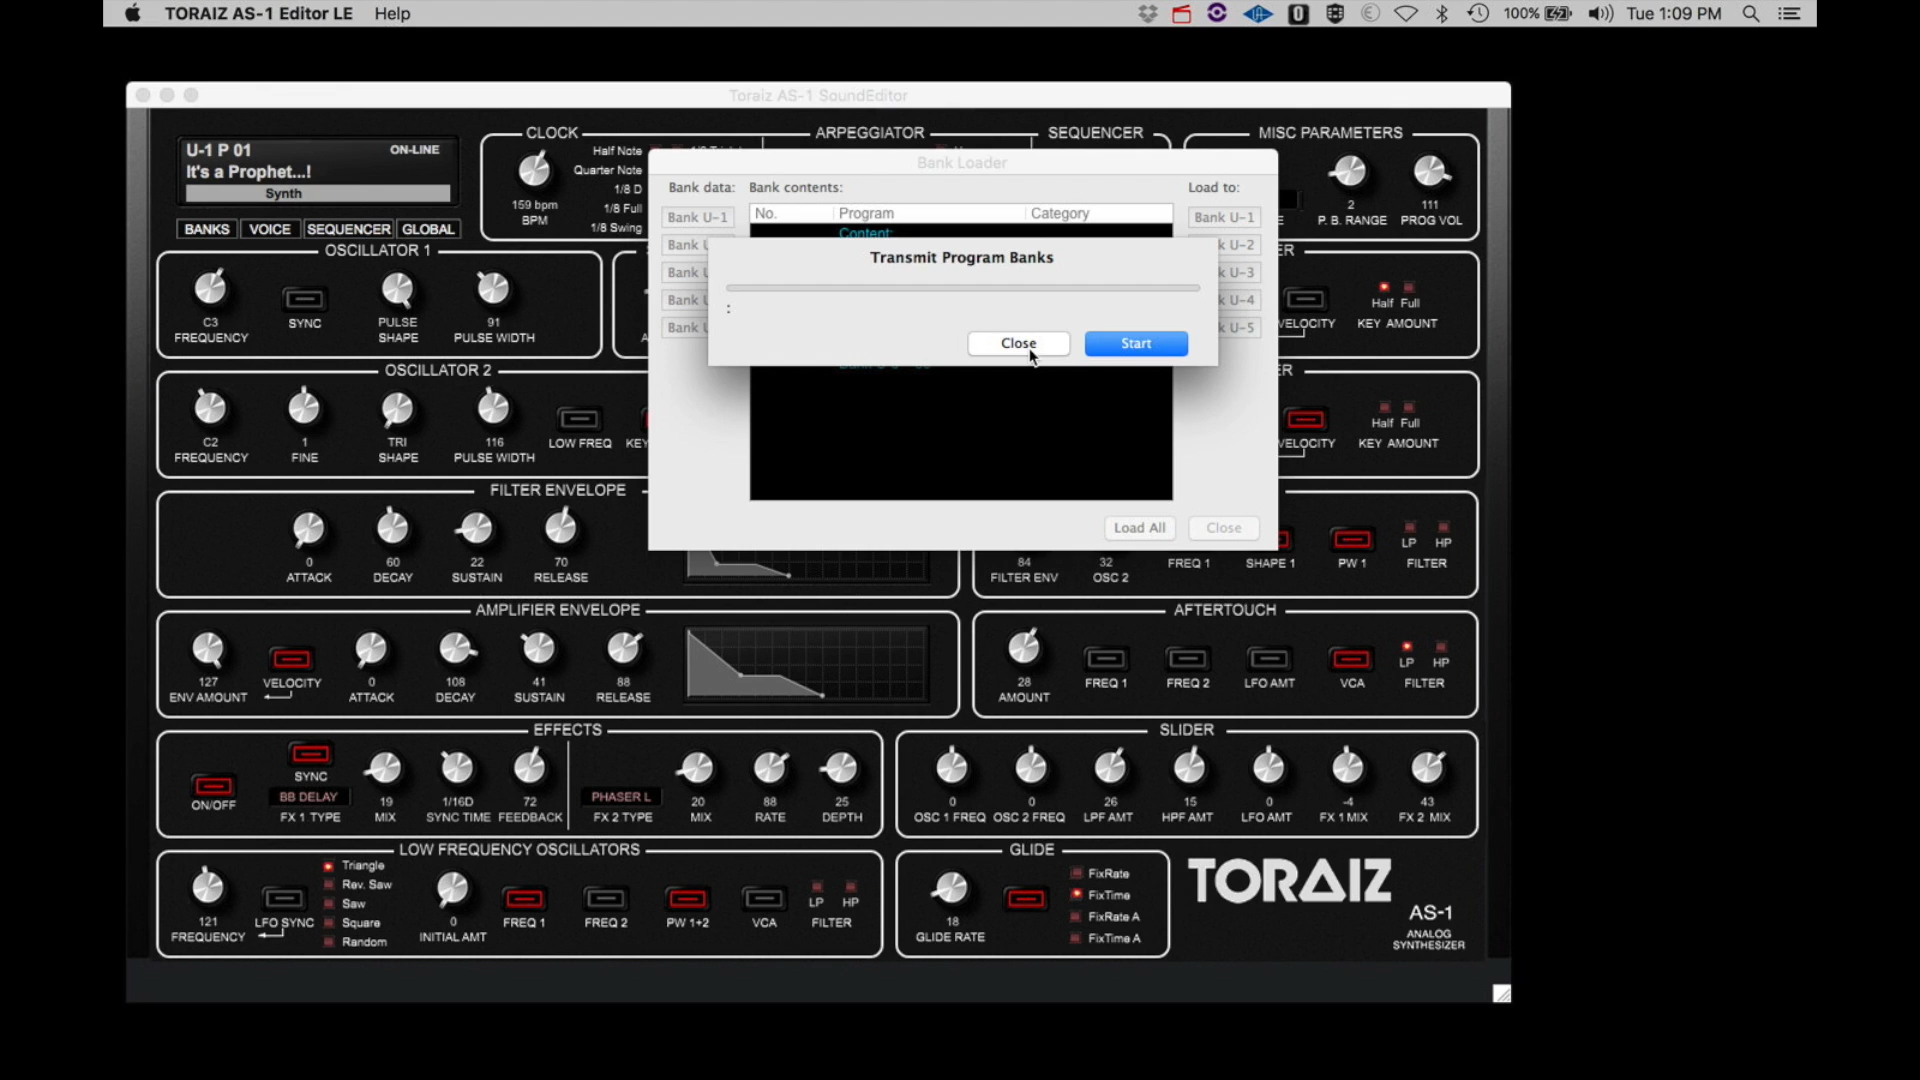 TORAIZ AS-1 Editor LE Help
100% Tue 1:09 PM
Toraiz AS-1 SoundEditor
U-1 P 01 ON-LINE
It's a Prophet...!
Synth
BANKS VOICE SEQUENCER GLOBAL
CLOCK
Half Note
Quarter Note
1/8 D
1/8 Full
1/8 Swing
159 bpm
BPM
ARPEGGIATOR
SEQUENCER
MISC PARAMETERS
2 111
P. B. RANGE PROG VOL
Bank Loader
Bank data: Bank contents: Load to:
No. Program Category
Bank U-1 Bank U-1
Content:
Transmit Program Banks
:
Close Start
Bank
Bank
Bank
Bank
k U-2
k U-3
k U-4
k U-5
Load All Close
OSCILLATOR 1
C3 91
FREQUENCY SYNC PULSE SHAPE PULSE WIDTH
VELOCITY Half Full
KEY AMOUNT
OSCILLATOR 2
C2 1 TRI 116
FREQUENCY FINE SHAPE PULSE WIDTH LOW FREQ KEY
VELOCITY Half Full
KEY AMOUNT
FILTER ENVELOPE
0 60 22 70
ATTACK DECAY SUSTAIN RELEASE
84 32
FILTER ENV OSC 2 FREQ 1 SHAPE 1 PW 1 LP HP
FILTER
AMPLIFIER ENVELOPE
127 0 108 41 88
ENV AMOUNT VELOCITY ATTACK DECAY SUSTAIN RELEASE
AFTERTOUCH
28
AMOUNT FREQ 1 FREQ 2 LFO AMT VCA LP HP
FILTER
EFFECTS
ON/OFF SYNC
BB DELAY 19 1/16D 72 PHASER L 20 88 25
FX 1 TYPE MIX SYNC TIME FEEDBACK FX 2 TYPE MIX RATE DEPTH
SLIDER
0 0 26 15 0 -4 43
OSC 1 FREQ OSC 2 FREQ LPF AMT HPF AMT LFO AMT FX 1 MIX FX 2 MIX
LOW FREQUENCY OSCILLATORS
121
FREQUENCY LFO SYNC
Triangle
Rev. Saw
Saw
Square
Random
0
INITIAL AMT FREQ 1 FREQ 2 PW 1+2 VCA LP HP
FILTER
GLIDE
18
GLIDE RATE
FixRate
FixTime
FixRate A
FixTime A
TORAIZ
AS-1
ANALOG
SYNTHESIZER